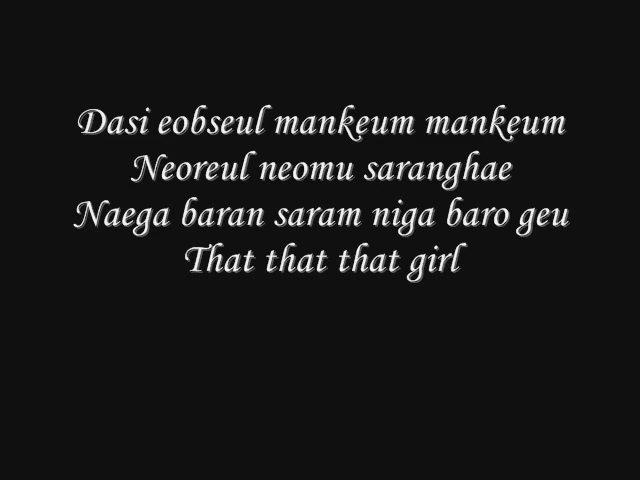 Dasi eobseul mankeum mankeum
Neoreul neomu saranghae
Naega baran saram niga baro geu
That that that girl